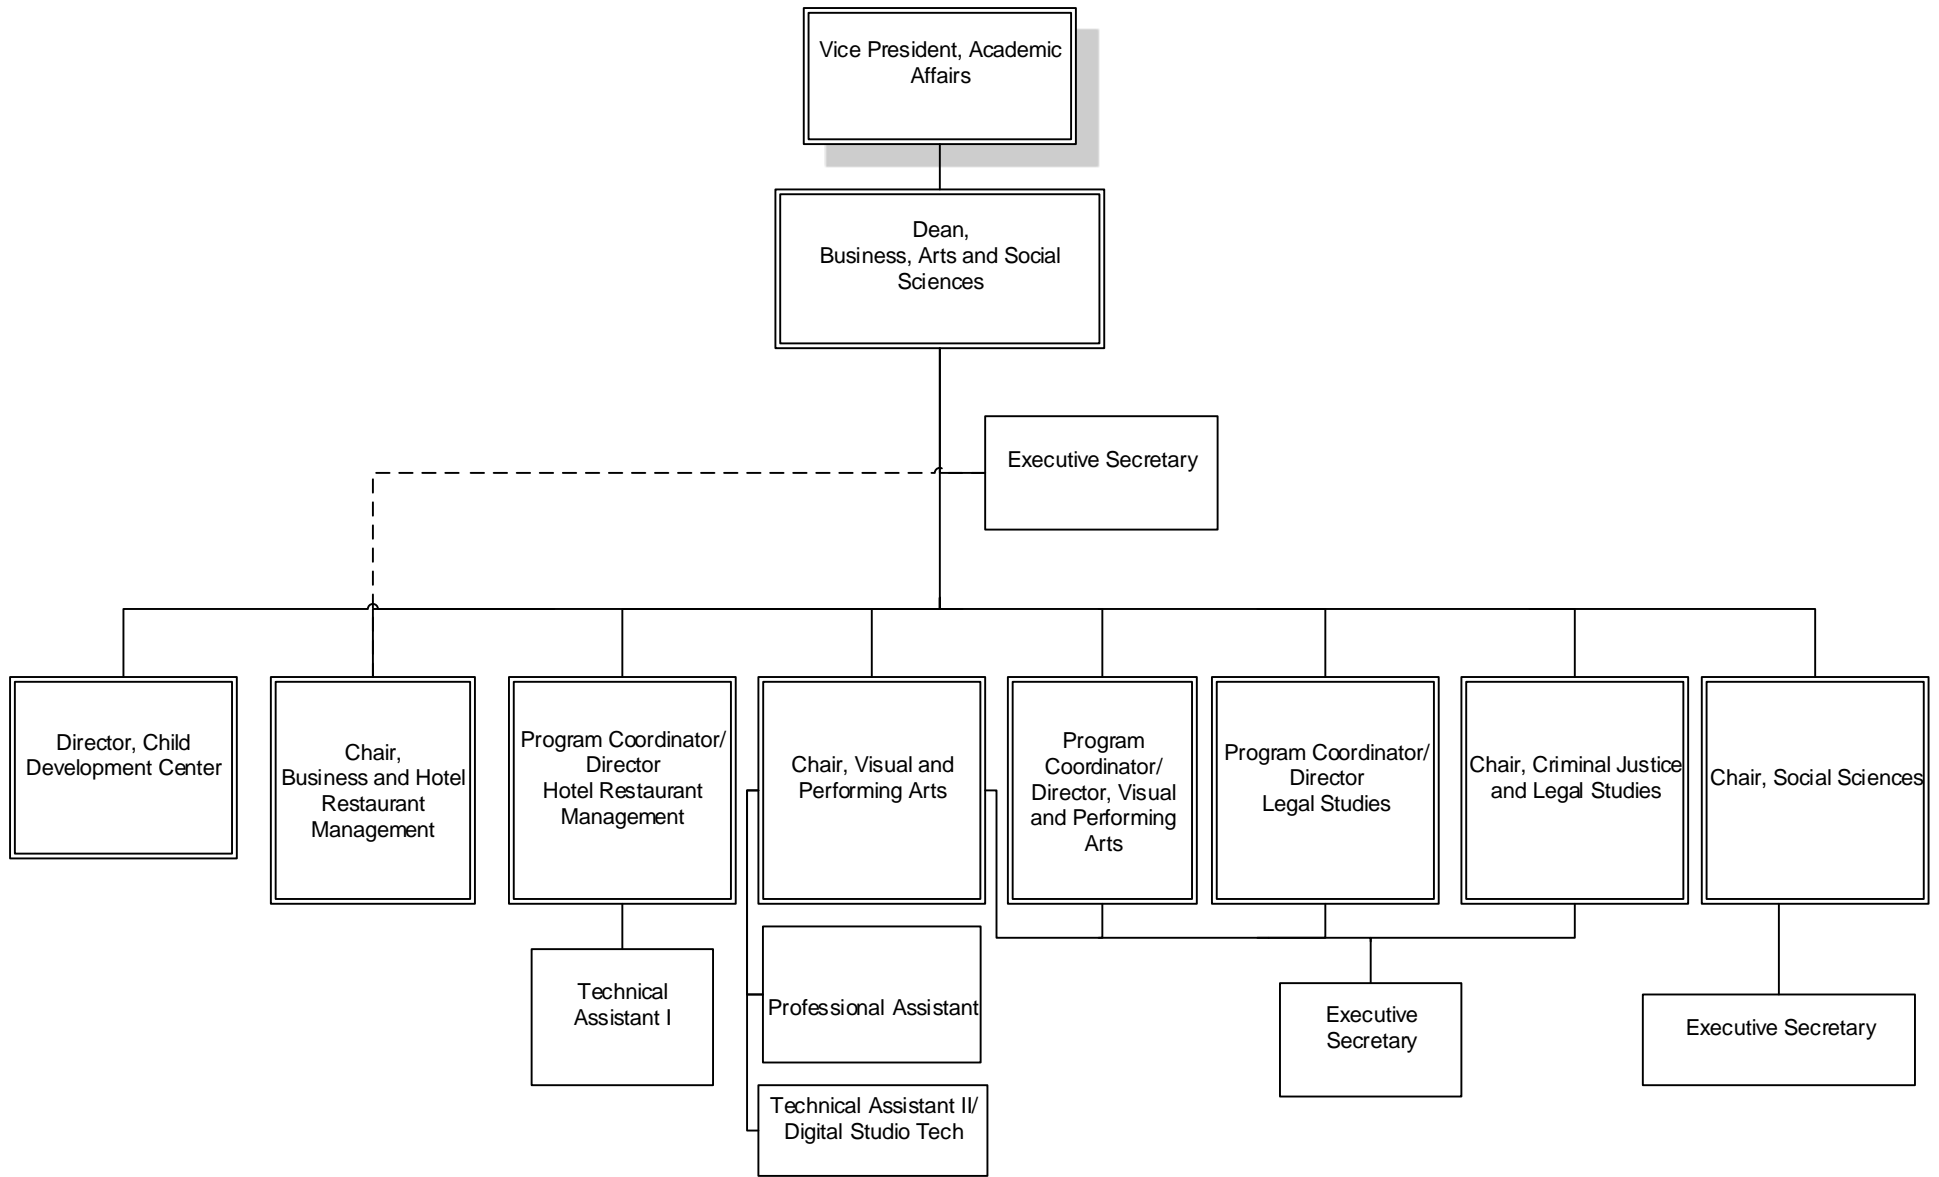 Vice President, Academic
Affairs
Dean,
Business, Arts and Social
Sciences
Executive Secretary
Director, Child
Development Center
Chair,
Business and Hotel
Restaurant
Management
Program Coordinator/
Director
Hotel Restaurant
Management
Chair, Visual and
Performing Arts
Program
Coordinator/
Director, Visual
and Performing
Arts
Program Coordinator/
Director
Legal Studies
Chair, Criminal Justice
and Legal Studies
Chair, Social Sciences
Technical
Assistant I
Professional Assistant
Technical Assistant II/
Digital Studio Tech
Executive
Secretary
Executive Secretary